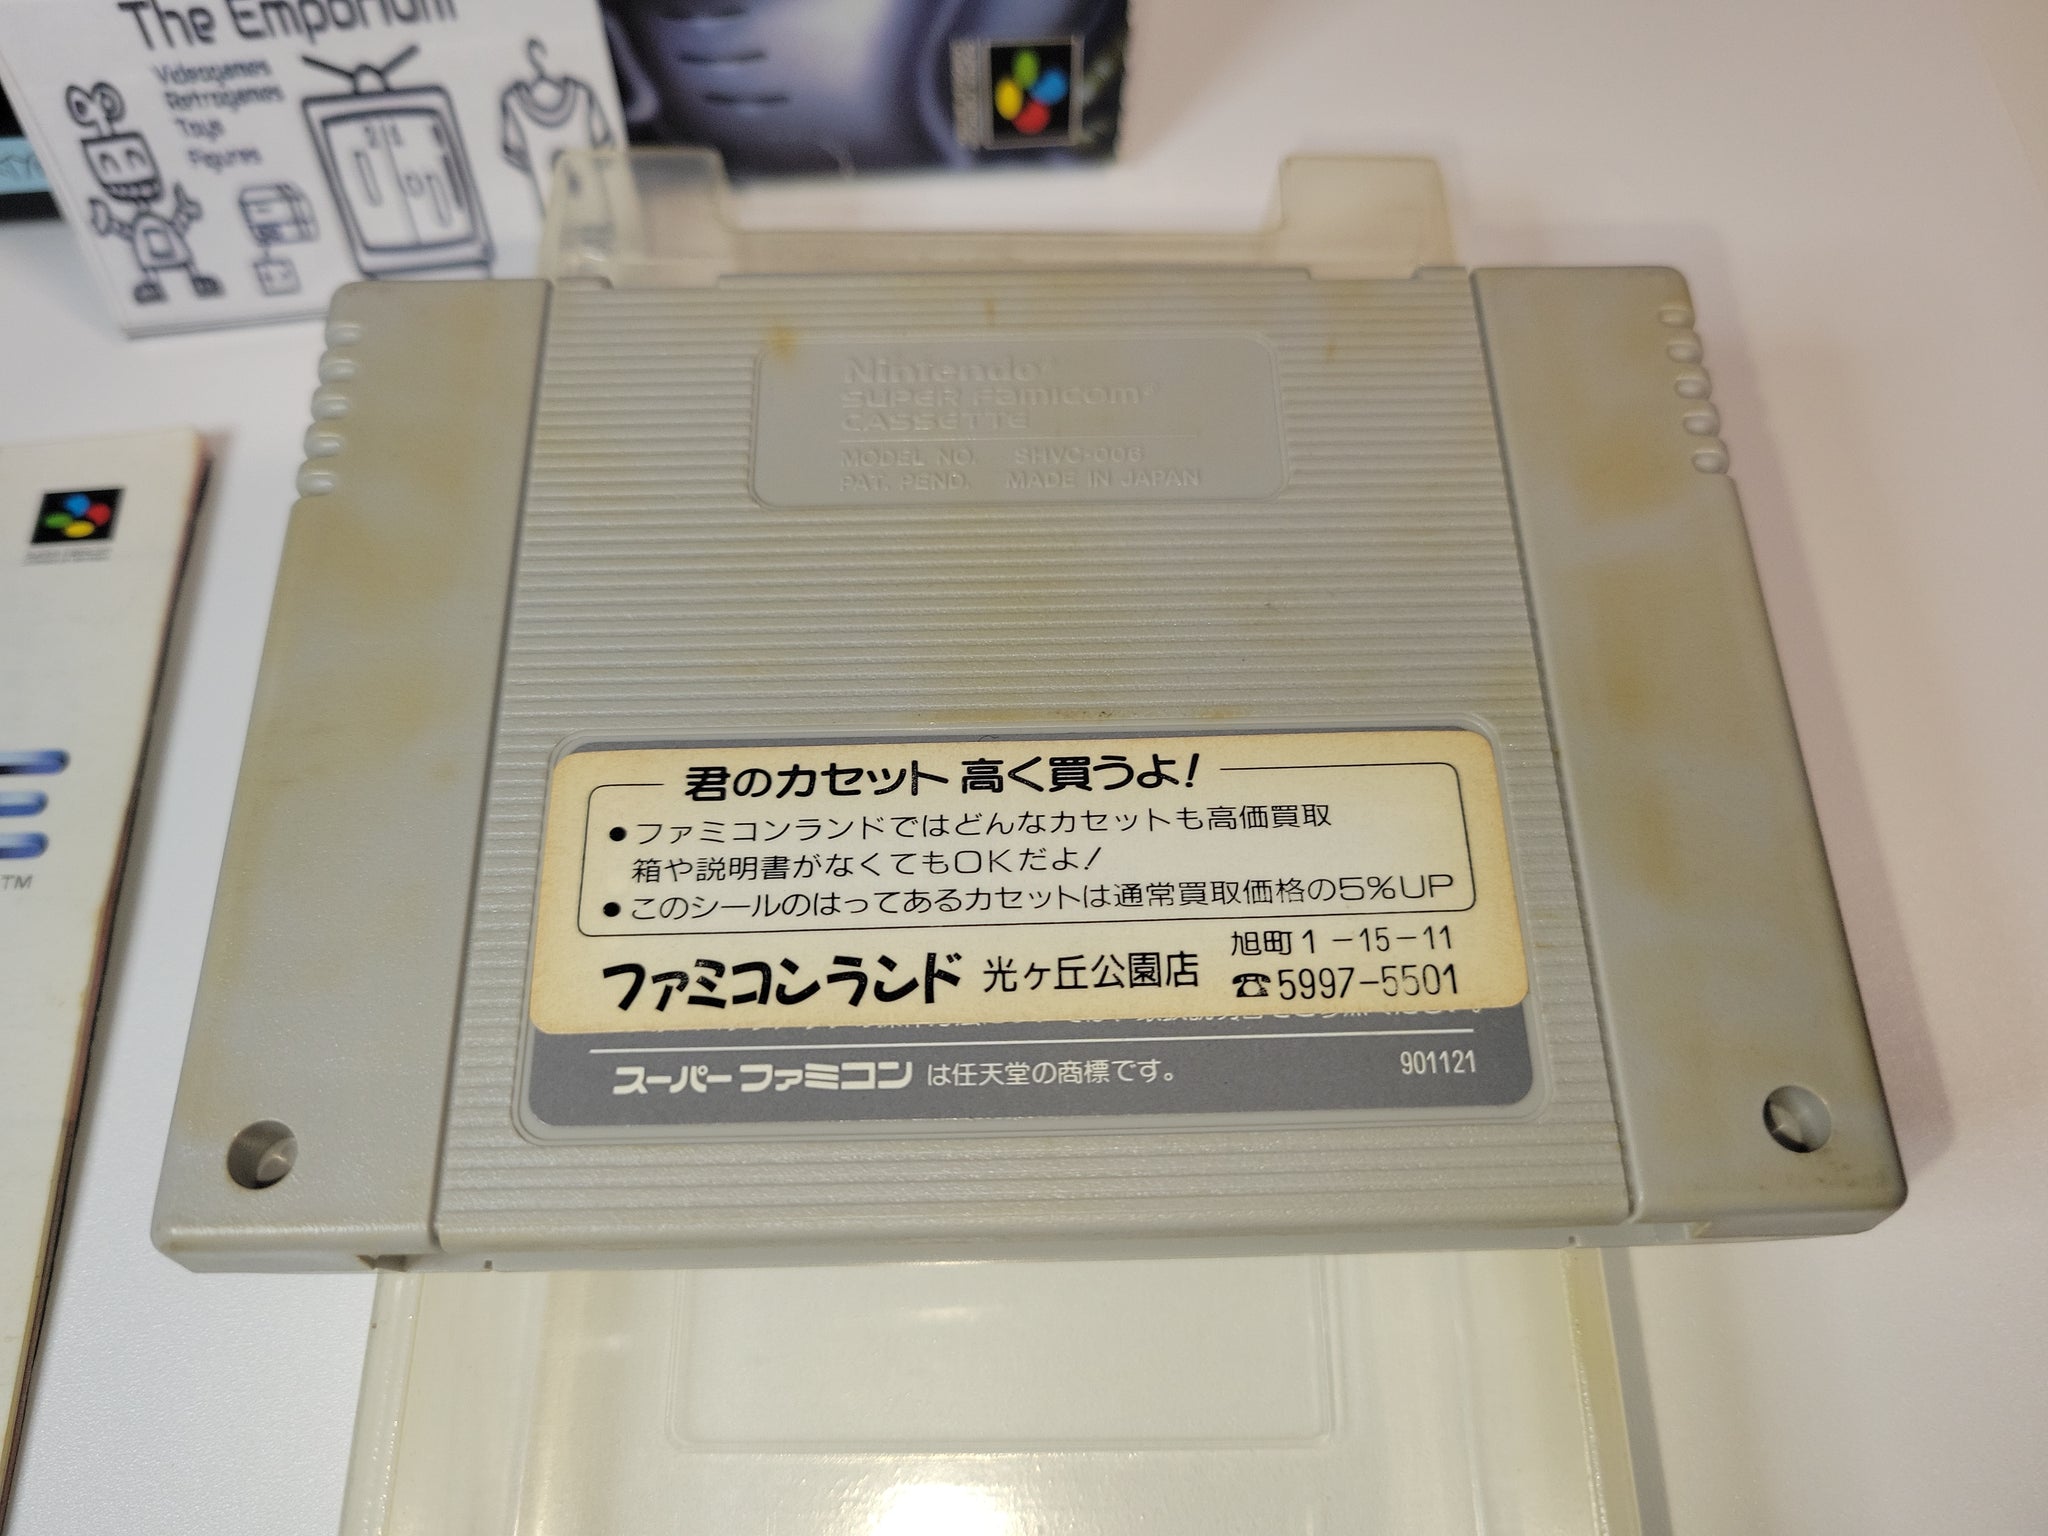 The Emporium
Videogames
Retrogames
Toys
Figures
Nintendo
SUPER Famicom
CASSETTE
MODEL NO. SHVC-006
PAT. PEND. MADE IN JAPAN
君のカセット 高く買うよ!
●ファミコンランドではどんなカセットも高価買取
箱や説明書がなくてもOKだよ!
●このシールのはってあるカセットは通常買取価格の5%UP
ファミコンランド 光ヶ丘公園店 旭町1-15-11
☎5997-5501
スーパーファミコン は任天堂の商標です。 901121
TM